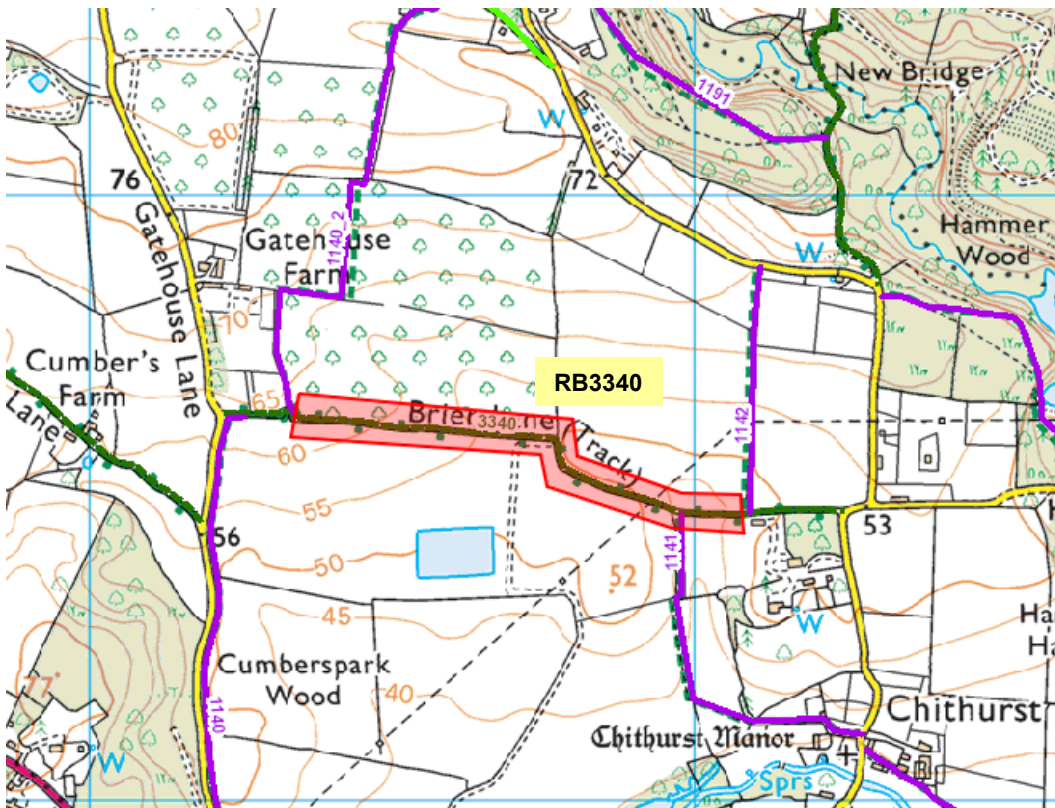 New Bridge
1191
80
W
76
72
Gatehouse Lane
Gatehouse
Farm
1140_2
W
Hammer
Wood
70
Cumber's
Farm
Lane
65
RB3340
3340
(Track)
1142
60
55
56
53
50
1141
52
45
Cumberspark
Wood
40
W
77
1140
Chithurst
Chithurst Manor
W
Sprs